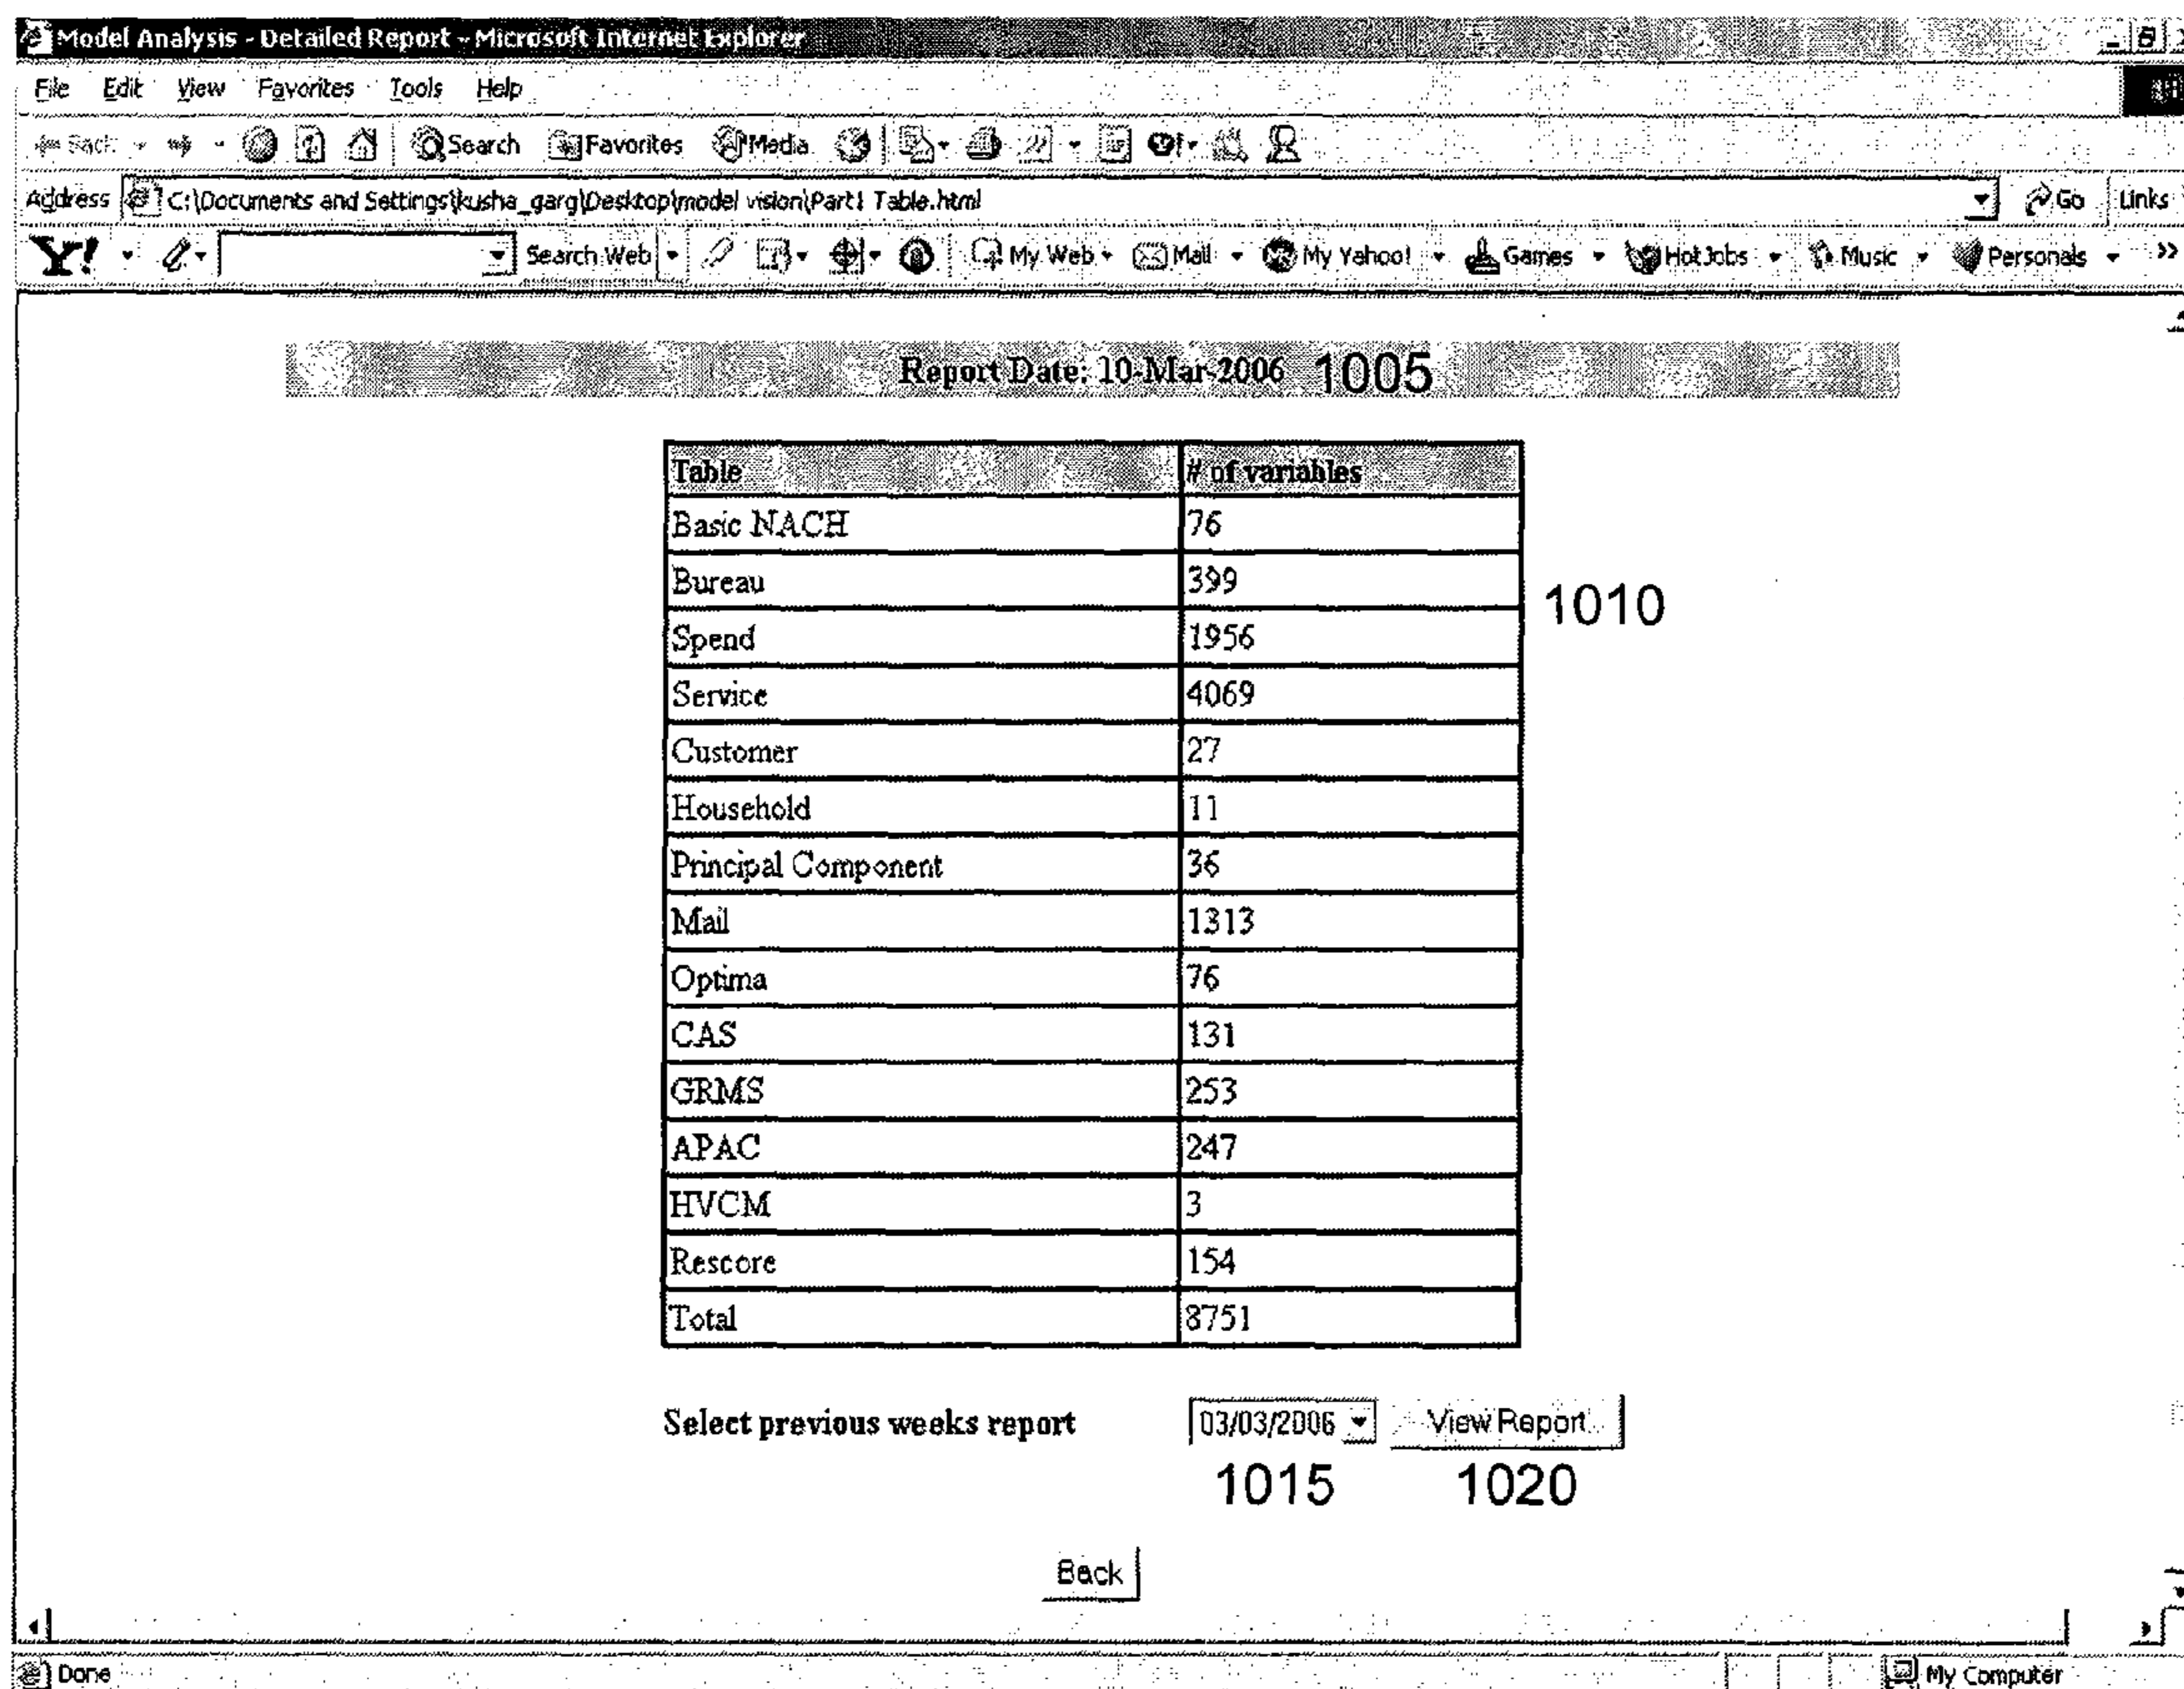 Model Analysis - Detailed Report - Microsoft Internet Explorer
File Edit View Favorites Tools Help
Back Search Favorites Media
Address C:\Documents and Settings\kusha_garg\Desktop\model vision\Part1 Table.html Go Links
Y! Search Web My Web Mail My Yahoo! Games HotJobs Music Personals »
Report Date: 10-Mar-2006 1005
Table # of variables
Basic NACH 76
Bureau 399
1010
Spend 1956
Service 4069
Customer 27
Household 11
Principal Component 36
Mail 1313
Optima 76
CAS 131
GRMS 253
APAC 247
HVCM 3
Rescore 154
Total 8751
Select previous weeks report 03/03/2006 View Report
1015 1020
Back
Done My Computer